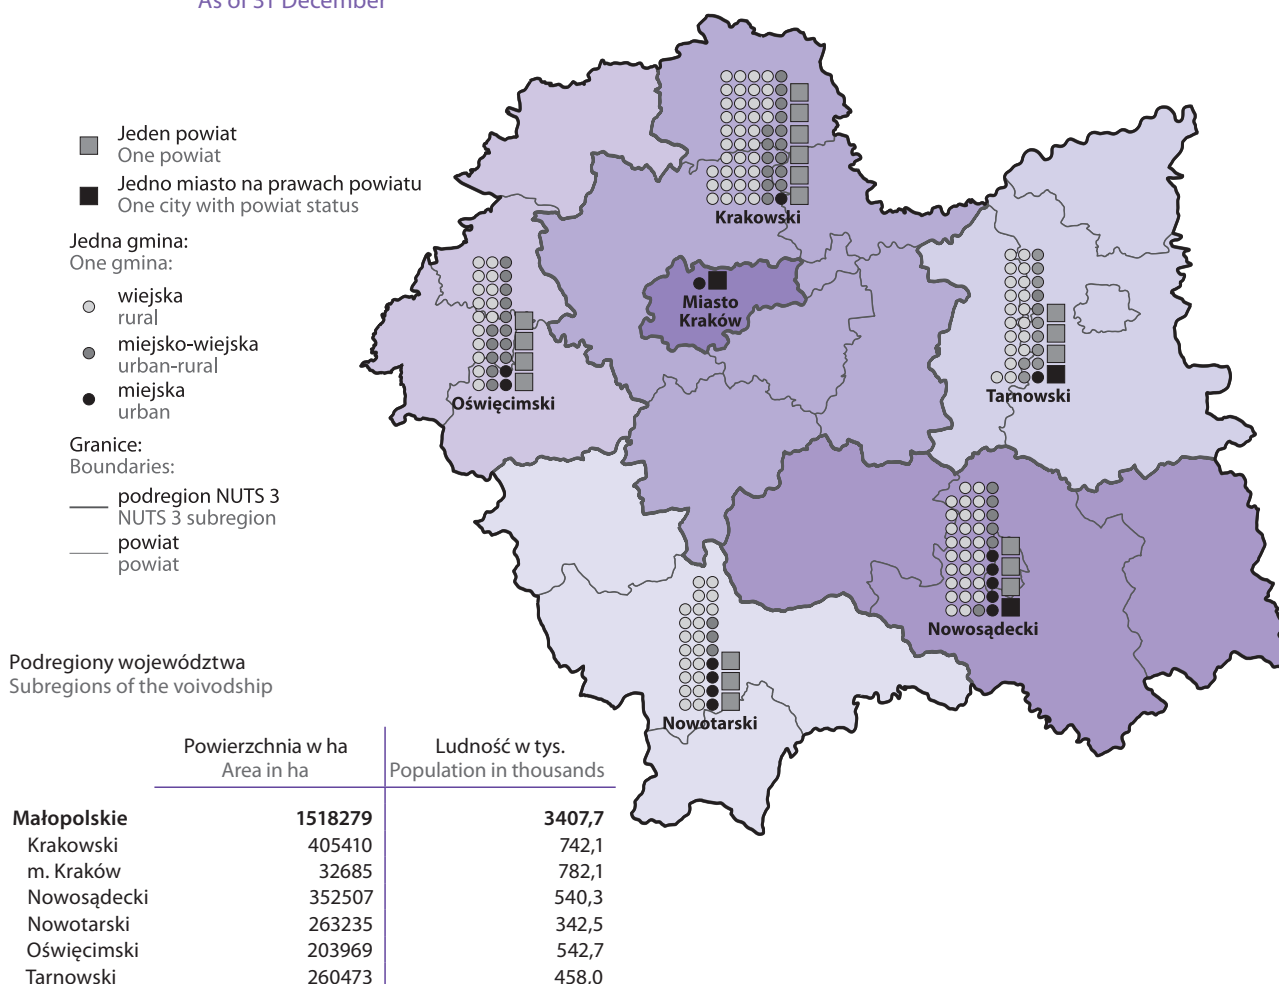 As of 31 December
Jeden powiat
One powiat
Jedno miasto na prawach powiatu
One city with powiat status
Jedna gmina:
One gmina:
wiejska
rural
miejsko-wiejska
urban-rural
miejska
urban
Granice:
Boundaries:
podregion NUTS 3
NUTS 3 subregion
powiat
powiat
Krakowski
Miasto
Kraków
Oświęcimski
Tarnowski
Nowosądecki
Nowotarski
Podregiony województwa
Subregions of the voivodship
Powierzchnia w ha Ludność w tys.
Area in ha Population in thousands
Małopolskie 1518279 3407,7
Krakowski 405410 742,1
m. Kraków 32685 782,1
Nowosądecki 352507 540,3
Nowotarski 263235 342,5
Oświęcimski 203969 542,7
Tarnowski 260473 458,0